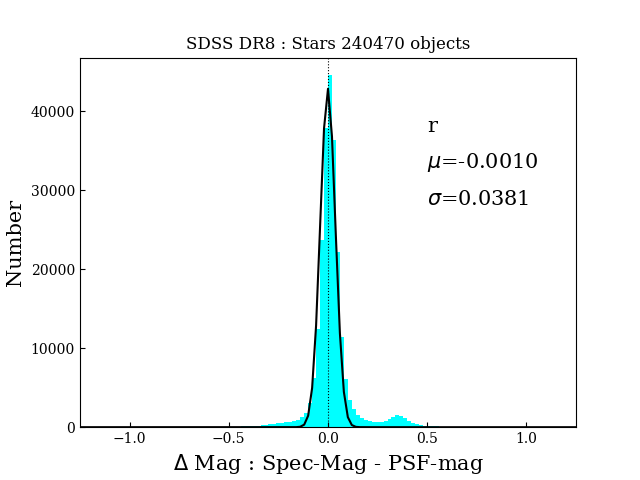 SDSS DR8 : Stars 240470 objects
r
μ=-0.0010
σ=0.0381
Number
40000
30000
20000
10000
0
−1.0 −0.5 0.0 0.5 1.0
Δ Mag : Spec-Mag - PSF-mag